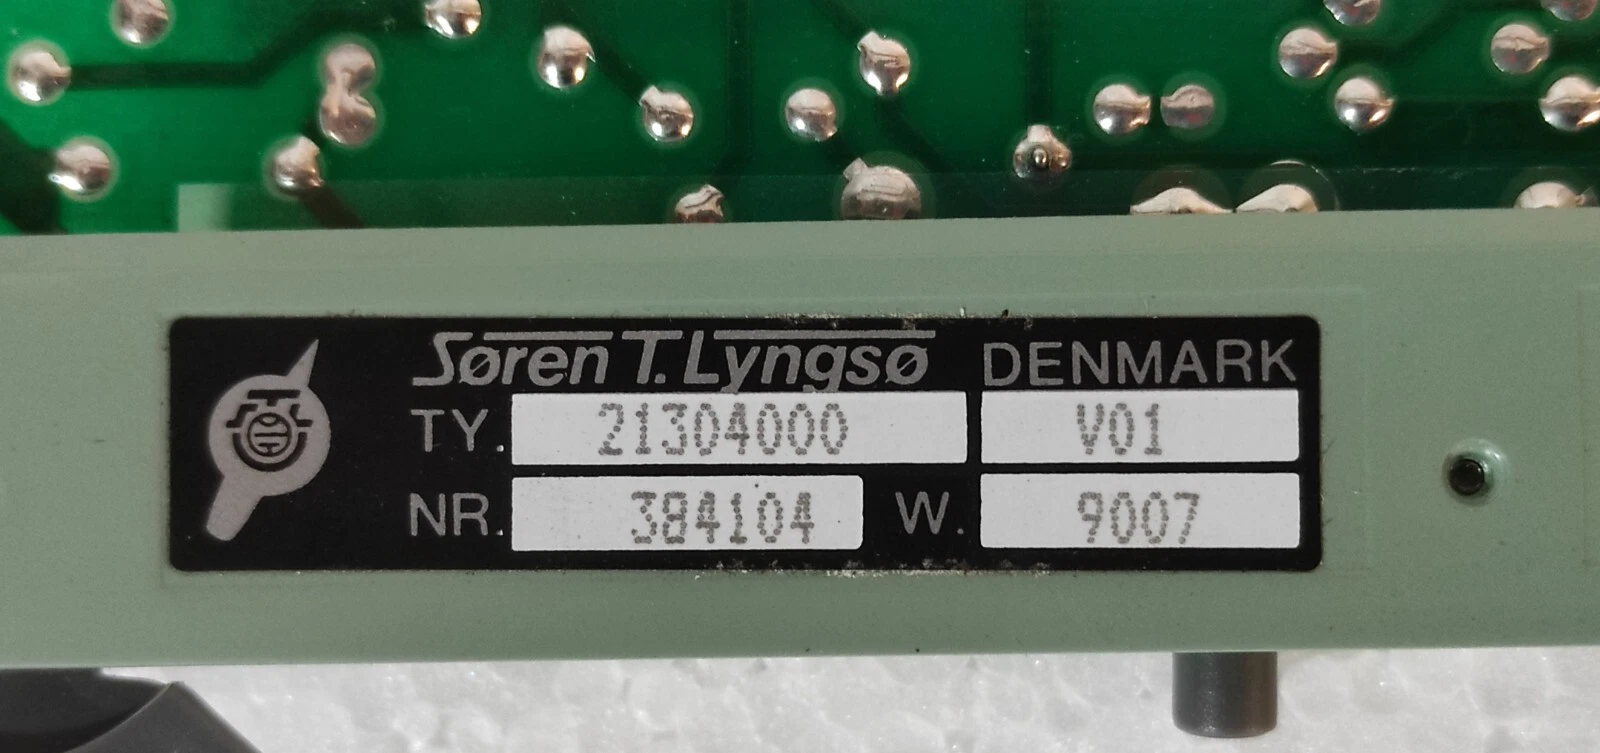 Søren T. Lyngsø DENMARK
TY. 21304000 V01
NR. 384104 W. 9007